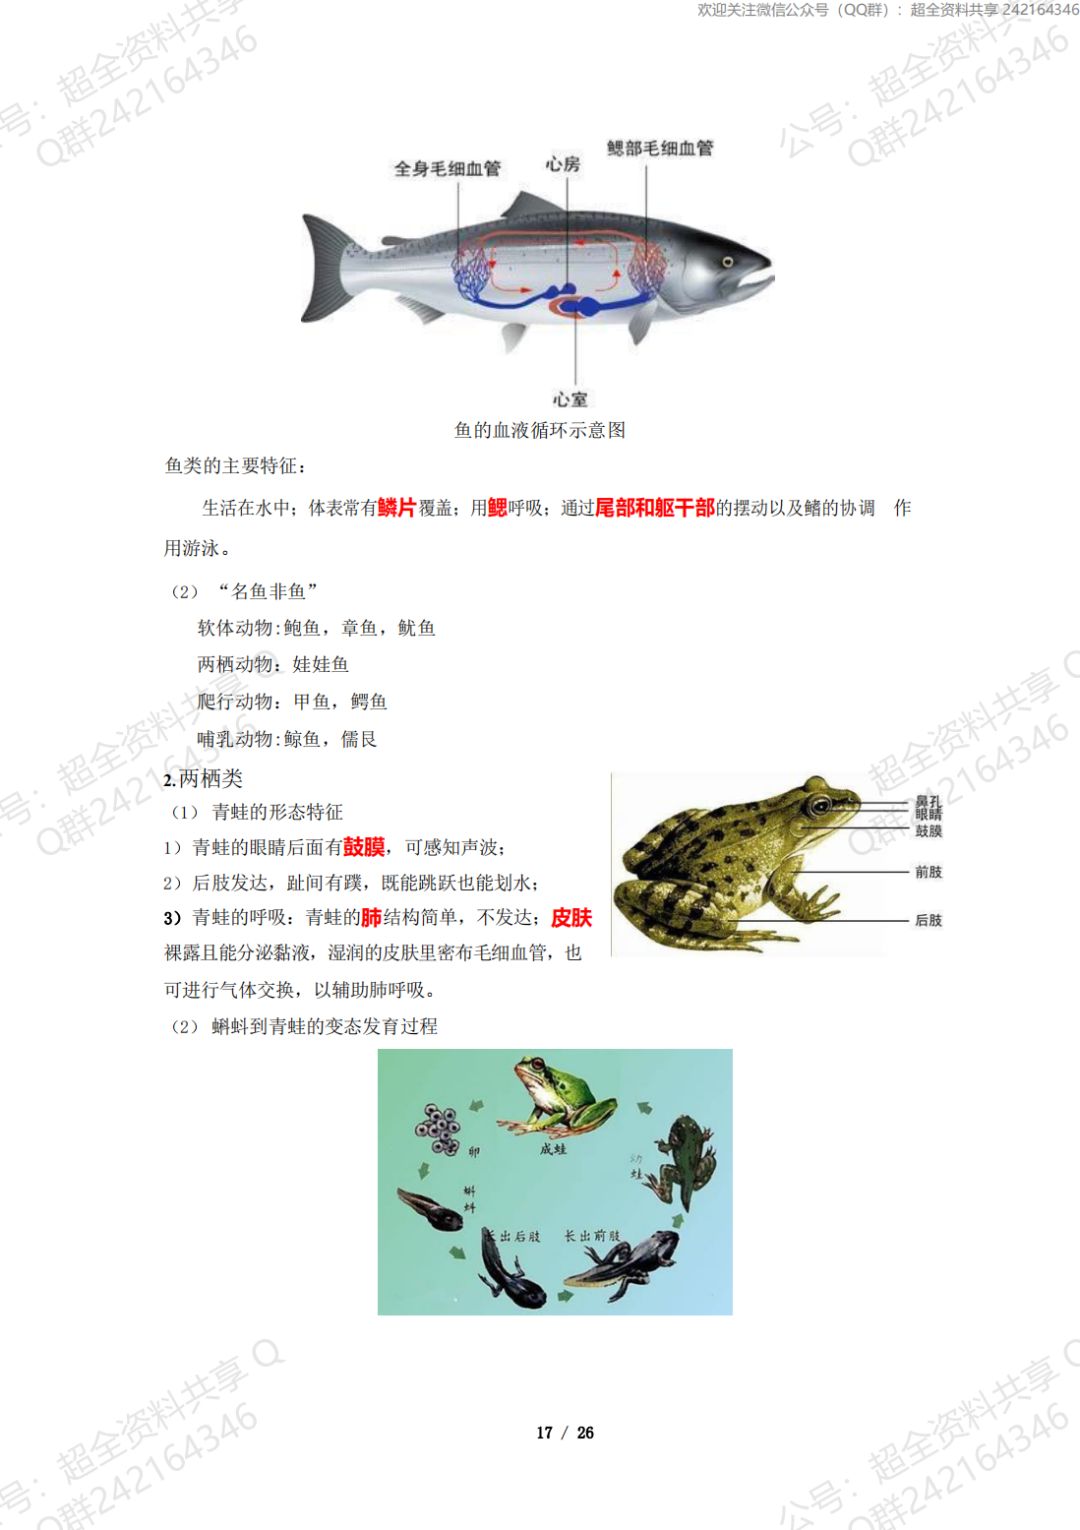 欢迎关注微信公众号（QQ群）：超全资料共享 242164346
全身毛细血管
心房
鳃部毛细血管
心室
鱼的血液循环示意图
鱼类的主要特征：
生活在水中；体表常有鳞片覆盖；用鳃呼吸；通过尾部和躯干部的摆动以及鳍的协调 作
用游泳。
（2）“名鱼非鱼”
软体动物:鲍鱼，章鱼，鱿鱼
两栖动物：娃娃鱼
爬行动物：甲鱼，鳄鱼
哺乳动物:鲸鱼，儒艮
2.两栖类
（1） 青蛙的形态特征
1）青蛙的眼睛后面有鼓膜，可感知声波；
2）后肢发达，趾间有蹼，既能跳跃也能划水；
3）青蛙的呼吸：青蛙的肺结构简单，不发达；皮肤
裸露且能分泌黏液，湿润的皮肤里密布毛细血管，也
可进行气体交换，以辅助肺呼吸。
鼻孔
眼睛
鼓膜
前肢
后肢
（2） 蝌蚪到青蛙的变态发育过程
成蛙
卵
蝌蚪
长出后肢
长出前肢
幼蛙
17 / 26
公号：超全资料共享 Q
Q群242164346